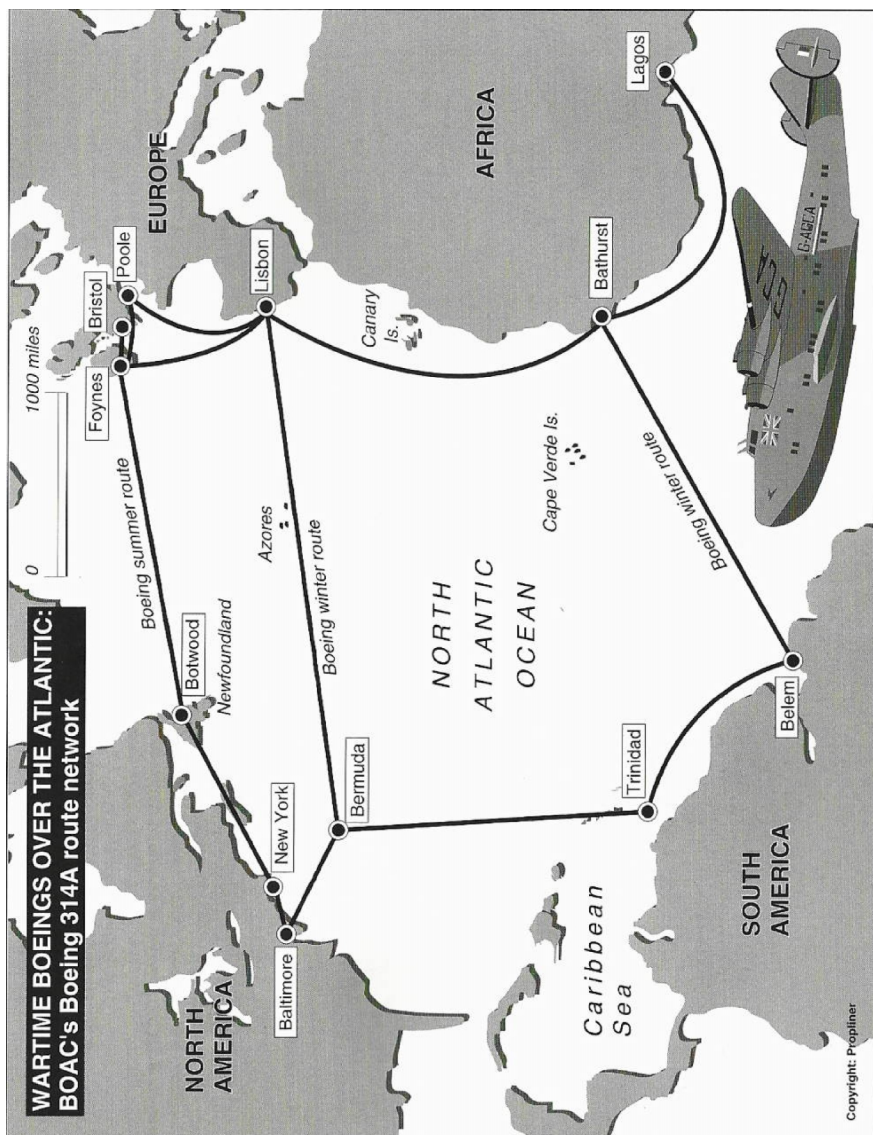 WARTIME BOEINGS OVER THE ATLANTIC:
BOAC's Boeing 314A route network
0
1000 miles
Foynes
Bristol
Poole
EUROPE
Boeing summer route
Botwood
Newfoundland
Lisbon
Azores
Canary
Is.
NORTH
AMERICA
New York
Baltimore
Bermuda
Boeing winter route
AFRICA
NORTH
ATLANTIC
OCEAN
Cape Verde Is.
Bathurst
Lagos
Caribbean
Sea
Trinidad
Boeing winter route
SOUTH
AMERICA
Belem
GCA
G-AGCA
Copyright: Propliner